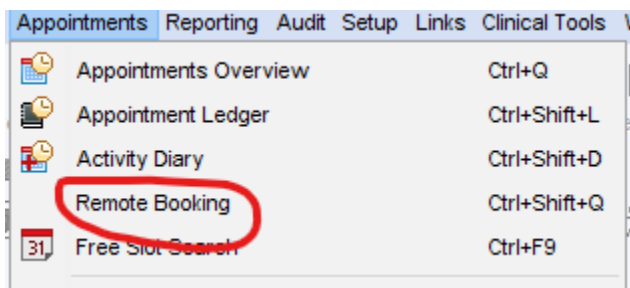 Appointments Reporting Audit Setup Links Clinical Tools
Appointments Overview Ctrl+Q
Appointment Ledger Ctrl+Shift+L
Activity Diary Ctrl+Shift+D
Remote Booking Ctrl+Shift+Q
31 Free Slot Search Ctrl+F9